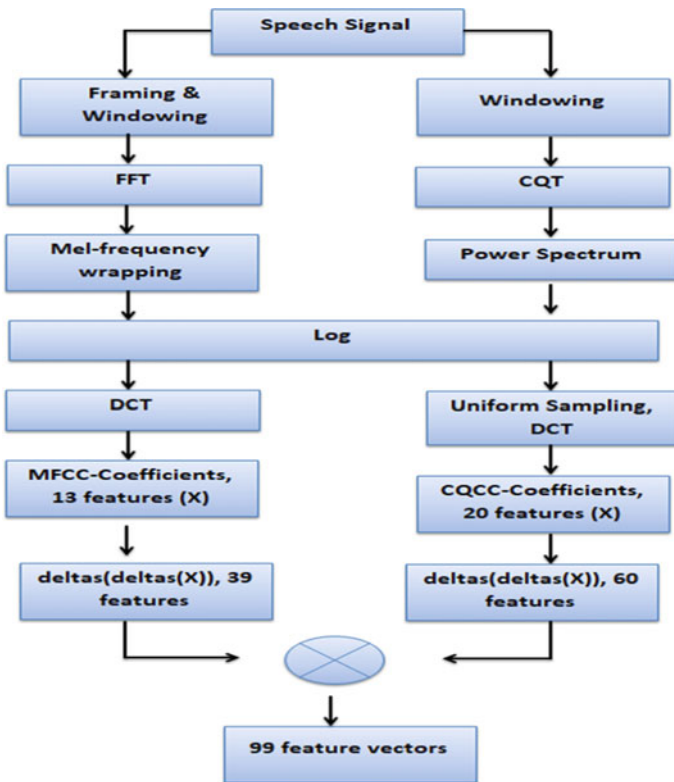 Speech Signal
Framing &
Windowing
FFT
Mel-frequency
wrapping
Windowing
CQT
Power Spectrum
Log
DCT
MFCC-Coefficients,
13 features (X)
deltas(deltas(X)), 39
features
Uniform Sampling,
DCT
CQCC-Coefficients,
20 features (X)
deltas(deltas(X)), 60
features
99 feature vectors